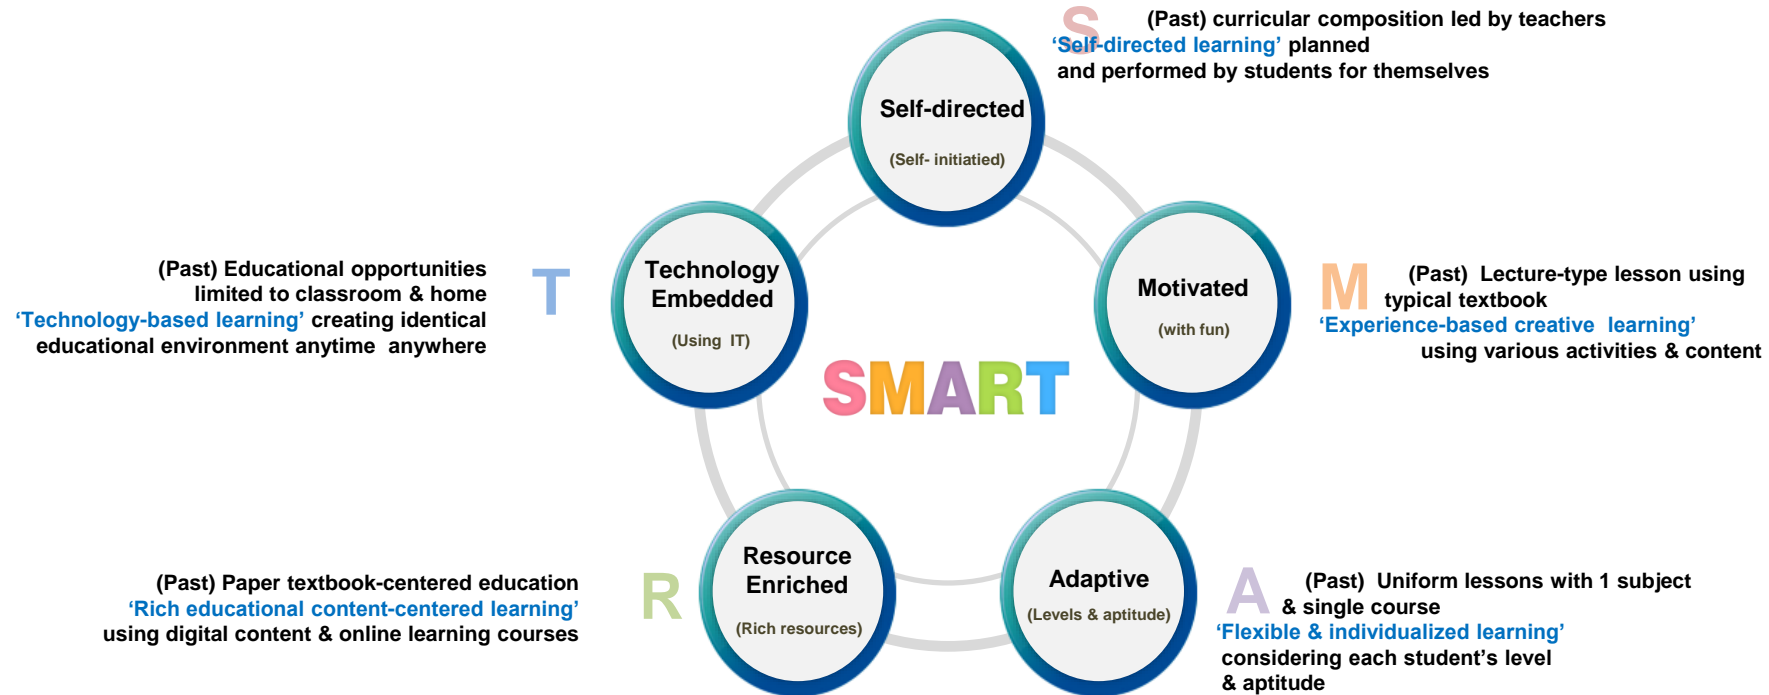 S
(Past) curricular composition led by teachers
‘Self-directed learning’ planned
and performed by students for themselves
Self-directed
(Self- initiatied)
M
(Past) Lecture-type lesson using
typical textbook
‘Experience-based creative learning’
using various activities & content
Motivated
(with fun)
A
(Past) Uniform lessons with 1 subject
& single course
‘Flexible & individualized learning’
considering each student’s level
& aptitude
Adaptive
(Levels & aptitude)
R
(Past) Paper textbook-centered education
‘Rich educational content-centered learning’
using digital content & online learning courses
Resource
Enriched
(Rich resources)
T
(Past) Educational opportunities
limited to classroom & home
‘Technology-based learning’ creating identical
educational environment anytime anywhere
Technology
Embedded
(Using IT)
SMART